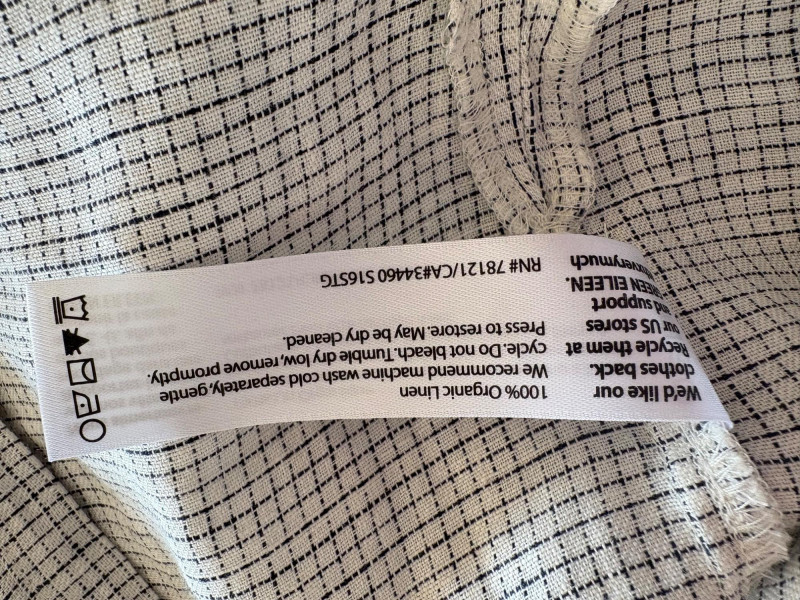 We'd like our
clothes back.
Recycle them at
our US stores
and support
GREEN EILEEN.
100% Organic Linen
We recommend machine wash cold separately, gentle
cycle. Do not bleach. Tumble dry low, remove promptly.
Press to restore. May be dry cleaned.
RN# 78121/CA#34460 S16STG